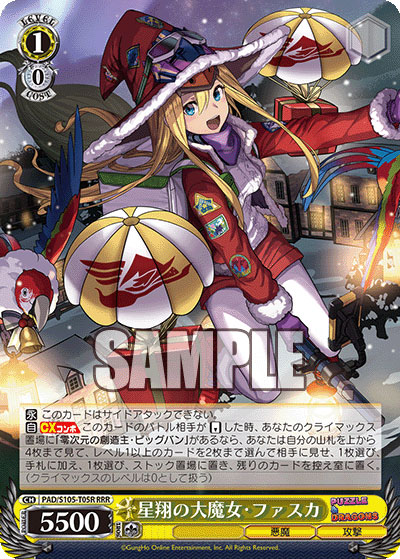 LEVEL
1
0
COST
SAMPLE
永 このカードはサイドアタックできない。
自 CXコンボ このカードのバトル相手が した時、あなたのクライマックス
置場に「零次元の創造主・ビッグバン」があるなら、あなたは自分の山札を上から
4枚まで見て、レベル1以上のカードを2枚まで選んで相手に見せ、1枚選び、
手札に加え、1枚選び、ストック置場に置き、残りのカードを控え室に置く。
(クライマックスのレベルは0として扱う)
CH PAD/S105-T05R RRR
星翔の大魔女・ファスカ
PUZZLE & DRAGONS
5500
悪魔 攻撃
©GungHo Online Entertainment, Inc. All Rights Reserved.